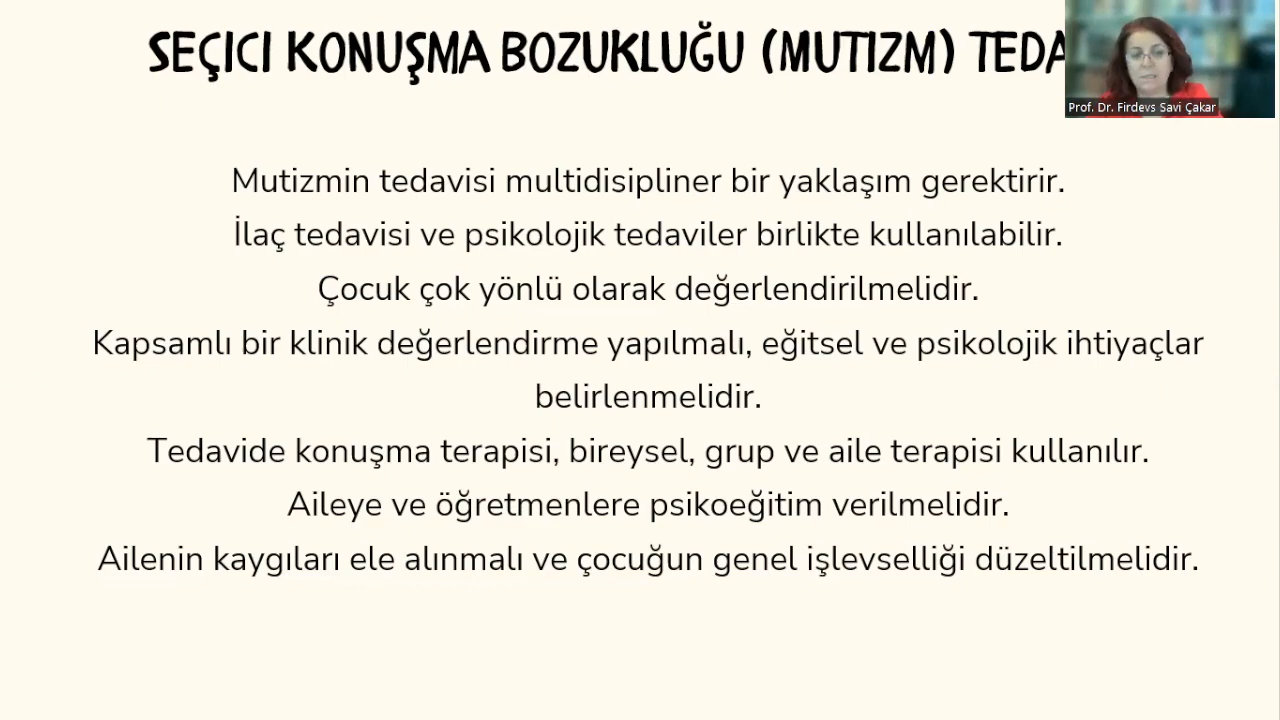 SEÇICI KONUŞMA BOZUKLUĞU (MUTIZM)
Prof. Dr. Firdevs Savi Çakar
Mutizmin tedavisi multidisipliner bir yaklaşım gerektirir.
İlaç tedavisi ve psikolojik tedaviler birlikte kullanılabilir.
Çocuk çok yönlü olarak değerlendirilmelidir.
Kapsamlı bir klinik değerlendirme yapılmalı, eğitsel ve psikolojik ihtiyaçlar
belirlenmelidir.
Tedavide konuşma terapisi, bireysel, grup ve aile terapisi kullanılır.
Aileye ve öğretmenlere psikoeğitim verilmelidir.
Ailenin kaygıları ele alınmalı ve çocuğun genel işlevselliği düzeltilmelidir.